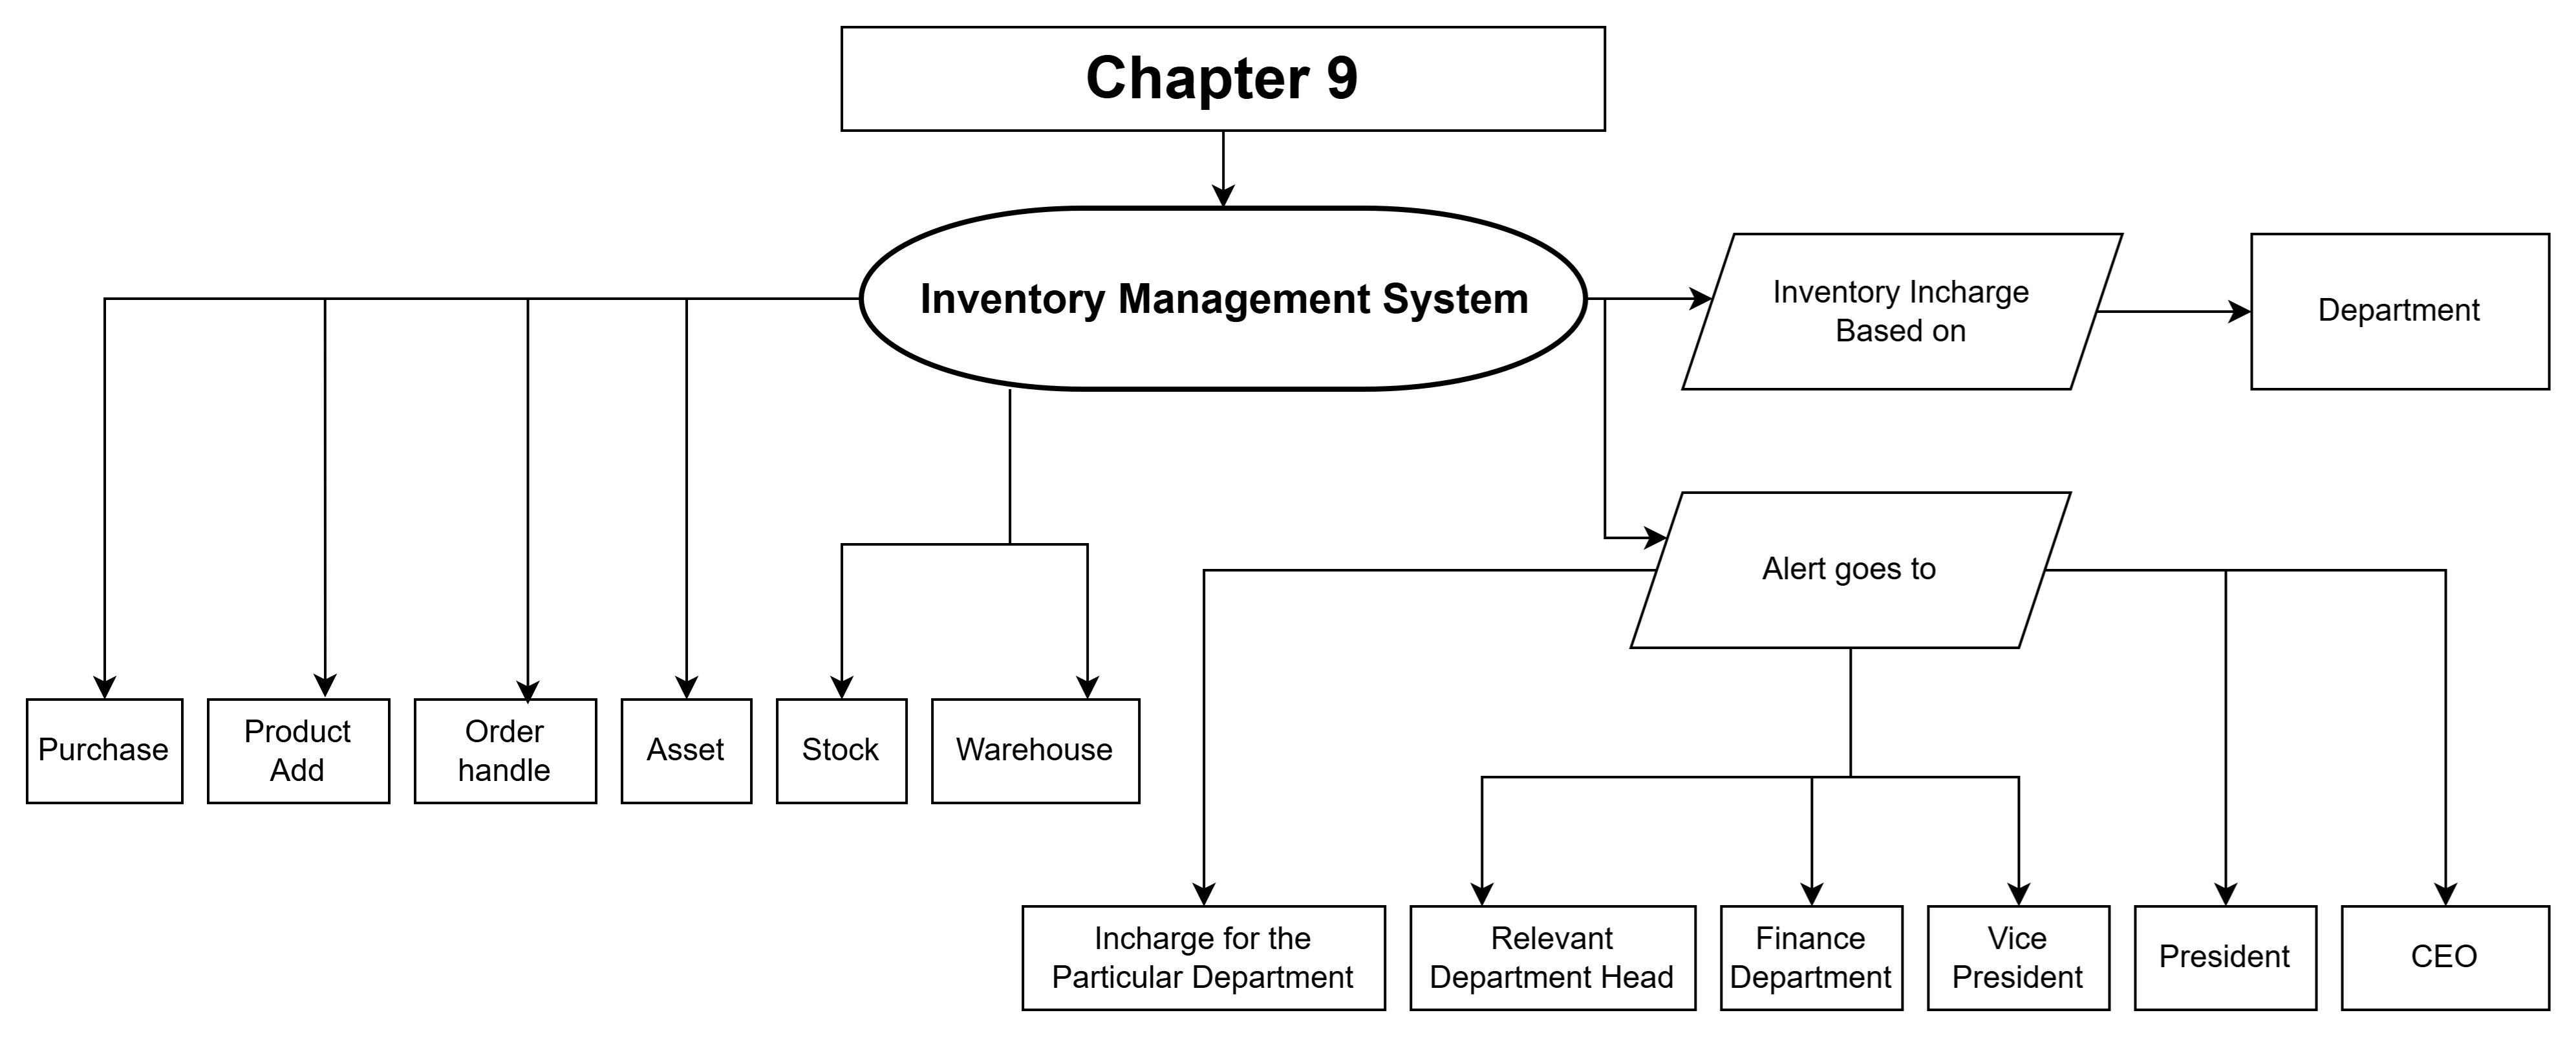 Chapter 9
Inventory Management System
Inventory Incharge
Based on
Department
Alert goes to
Purchase
Product
Add
Order
handle
Asset
Stock
Warehouse
Incharge for the
Particular Department
Relevant
Department Head
Finance
Department
Vice
President
President
CEO